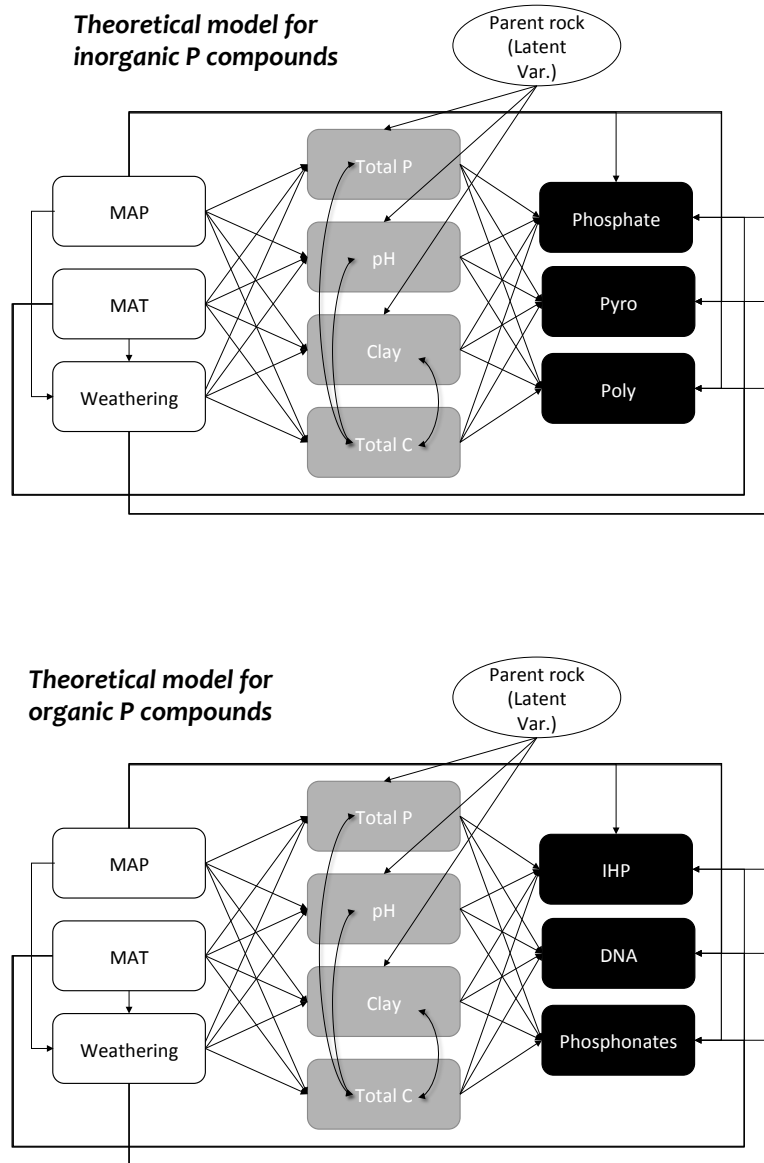 Theoretical model for
inorganic P compounds
Parent rock
(Latent
Var.)
Total P
MAP
Phosphate
pH
MAT
Pyro
Clay
Weathering
Poly
Total C
Theoretical model for
organic P compounds
Parent rock
(Latent
Var.)
Total P
MAP
IHP
pH
MAT
DNA
Clay
Weathering
Phosphonates
Total C